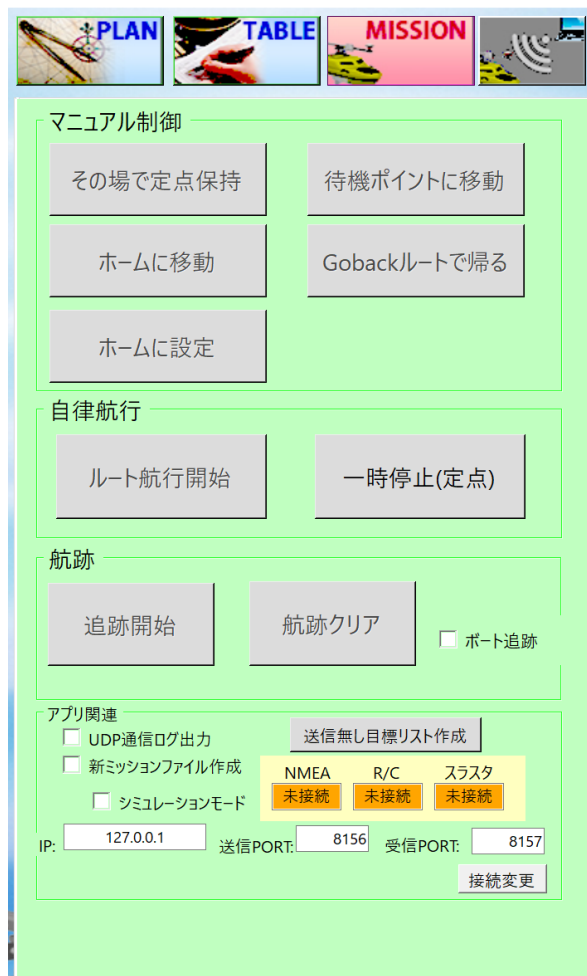 PLAN TABLE MISSION
マニュアル制御
その場で定点保持 待機ポイントに移動
ホームに移動 Gobackルートで帰る
ホームに設定
自律航行
ルート航行開始 一時停止(定点)
航跡
追跡開始 航跡クリア
ボート追跡
アプリ関連
UDP通信ログ出力 送信無し目標リスト作成
新ミッションファイル作成
NMEA R/C スラスタ
未接続 未接続 未接続
シミュレーションモード
IP: 127.0.0.1 送信PORT: 8156 受信PORT: 8157
接続変更